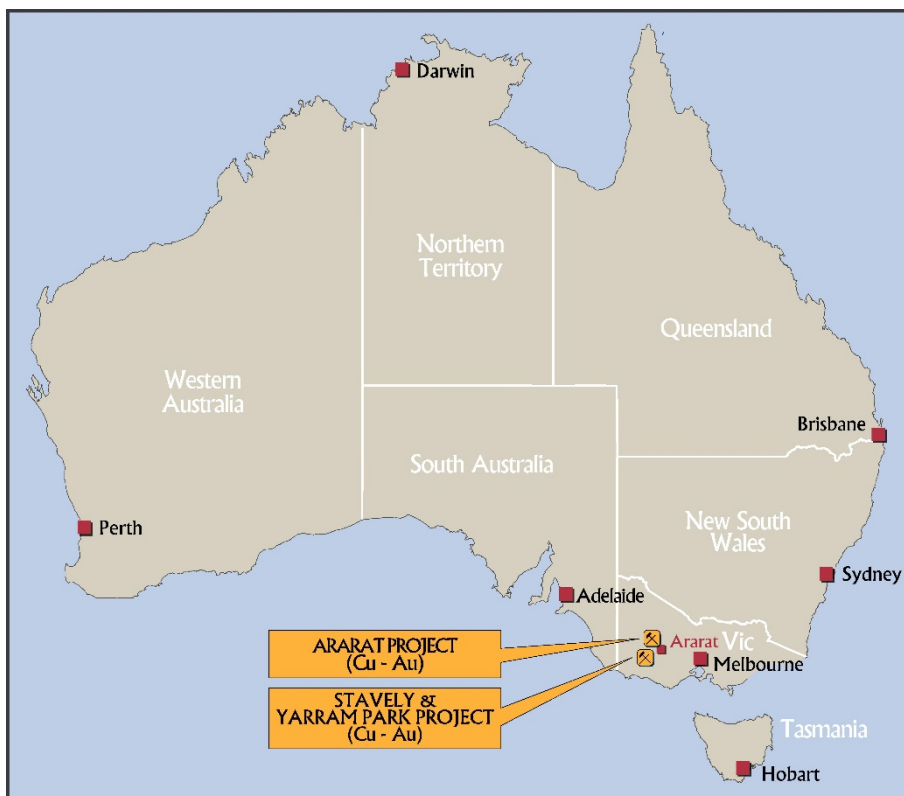 Darwin
Northern
Territory
Queensland
Western
Australia
Brisbane
South Australia
New South
Wales
Perth
Sydney
Adelaide
ARARAT PROJECT
(Cu - Au)
Ararat
Vic
Melbourne
STAVELY &
YARRAM PARK PROJECT
(Cu - Au)
Tasmania
Hobart